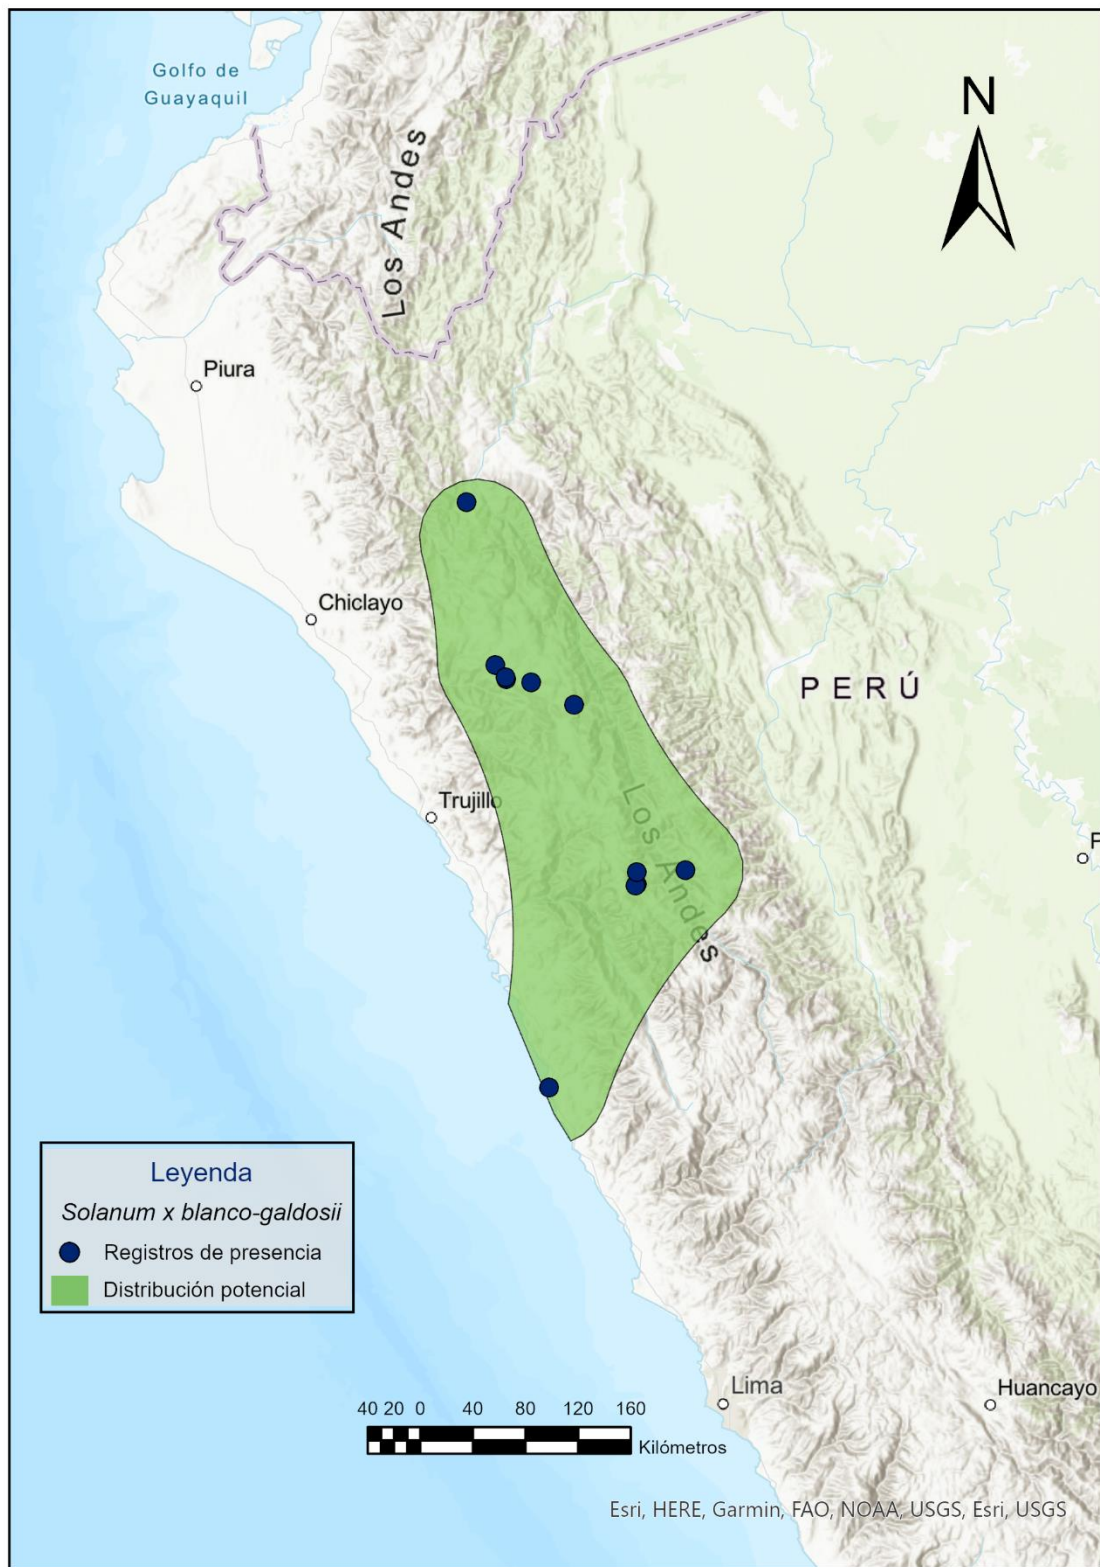 Golfo de
Guayaquil
N
Los Andes
Piura
Chiclayo
PERÚ
Trujillo
Los Andes
P
Leyenda
Solanum x blanco-galdosii
Registros de presencia
Distribución potencial
Lima
Huancayo
40 20 0 40 80 120 160
Kilómetros
Esri, HERE, Garmin, FAO, NOAA, USGS, Esri, USGS